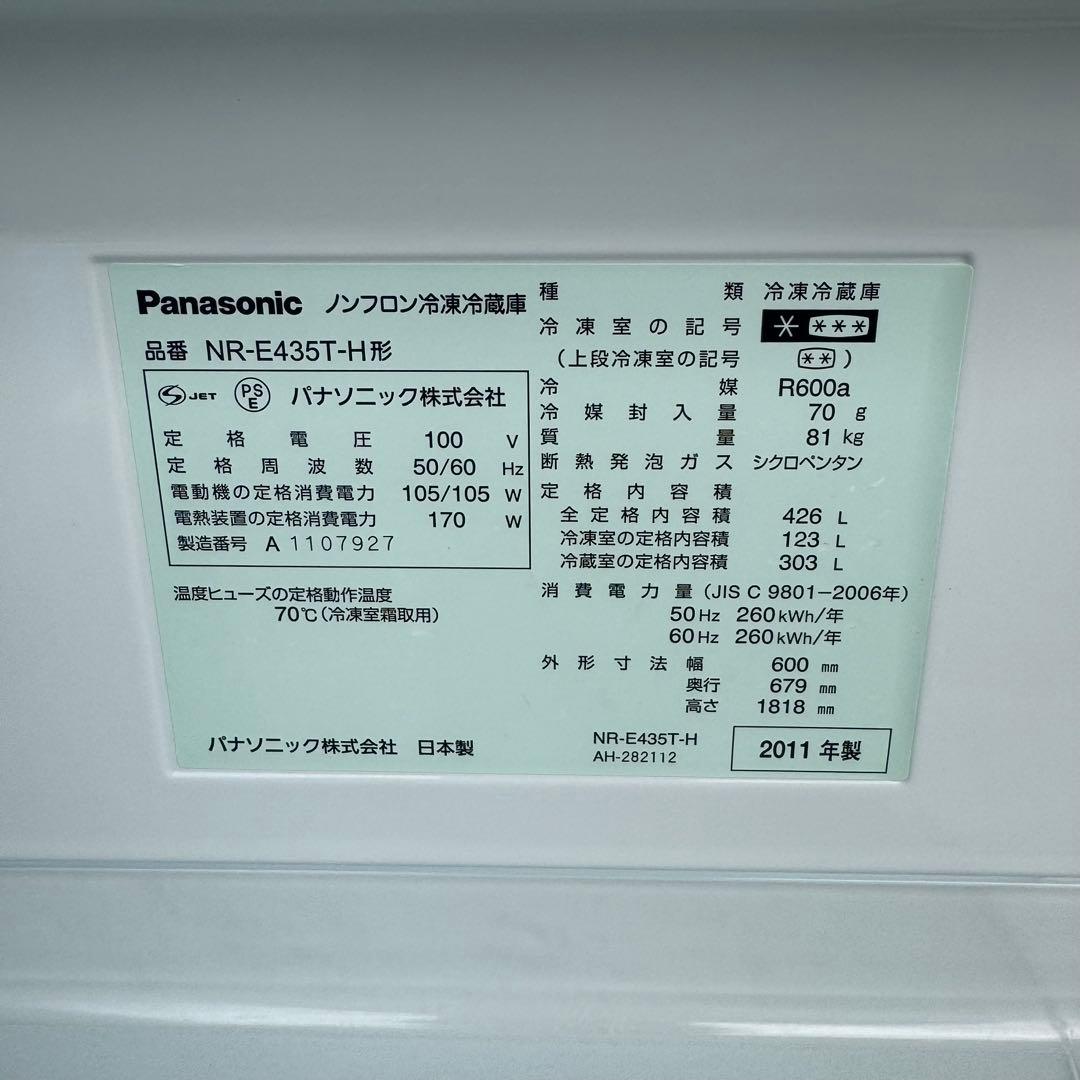 Panasonic ノンフロン冷凍冷蔵庫
品番 NR-E435T-H形
JET PSE パナソニック株式会社
定格電圧 100 V
定格周波数 50/60 Hz
電動機の定格消費電力 105/105 W
電熱装置の定格消費電力 170 W
製造番号 A 1107927
温度ヒューズの定格動作温度
70℃(冷凍室霜取用)
パナソニック株式会社 日本製
種類 冷凍冷蔵庫
冷凍室の記号 * ***
(上段冷凍室の記号 ** )
冷媒 R600a
冷媒封入量 70 g
質量 81 kg
断熱発泡ガス シクロペンタン
定格内容積
全定格内容積 426 L
冷凍室の定格内容積 123 L
冷蔵室の定格内容積 303 L
消費電力量(JIS C 9801−2006年)
50 Hz 260 kWh/年
60 Hz 260 kWh/年
外形寸法幅 600 mm
奥行 679 mm
高さ 1818 mm
NR-E435T-H
AH-282112
2011 年製